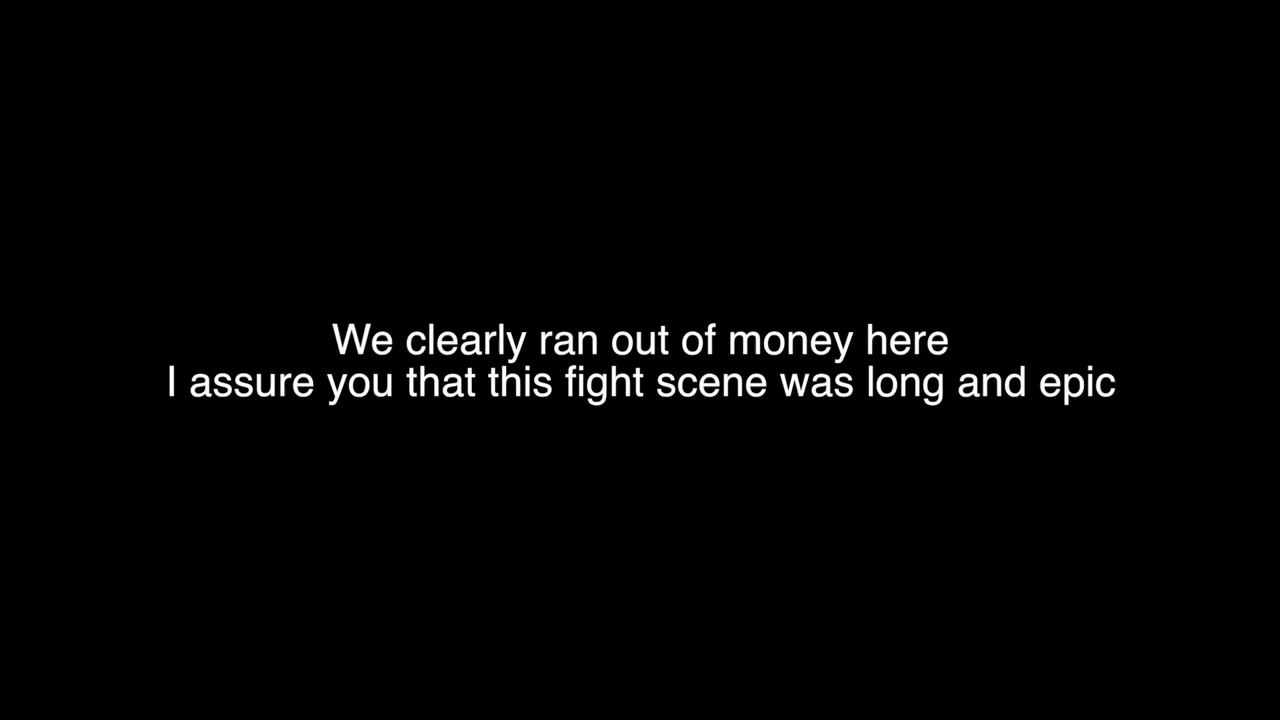 We clearly ran out of money here
I assure you that this fight scene was long and epic